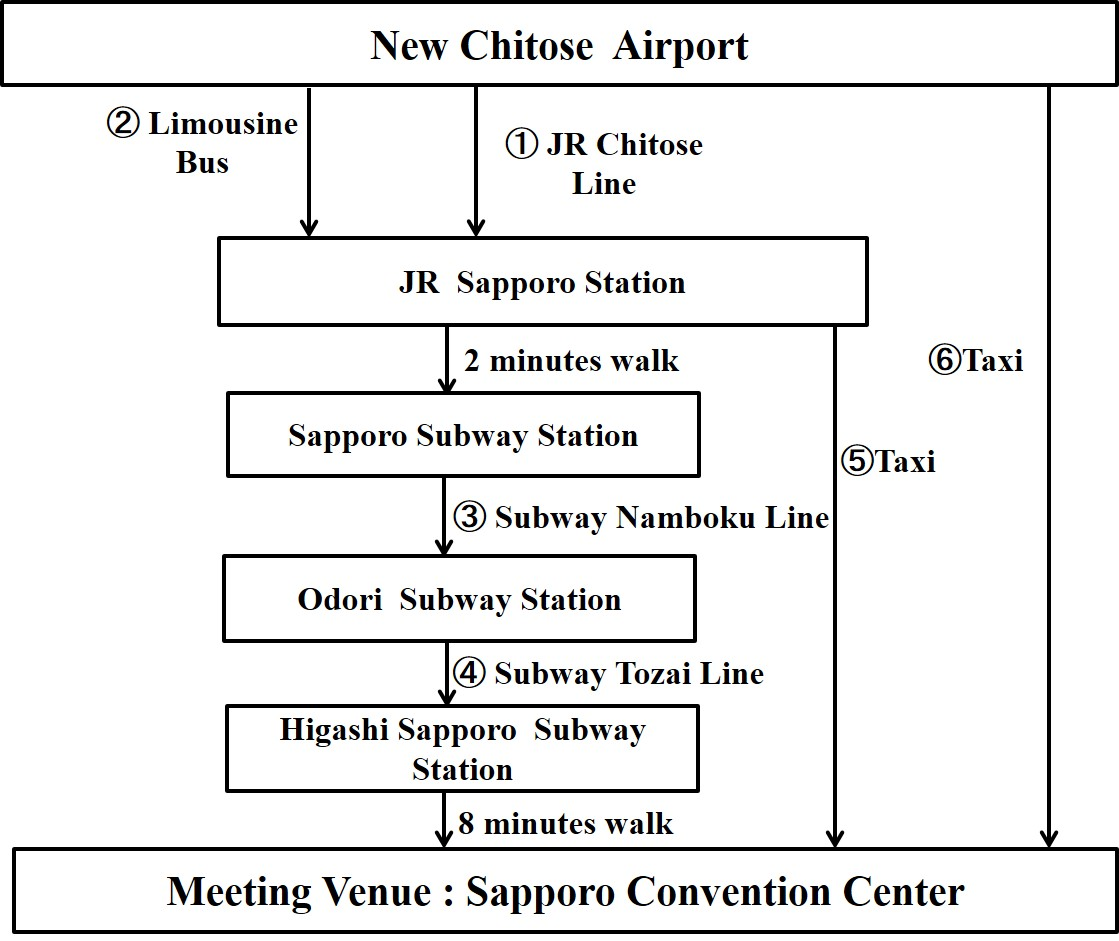 New Chitose Airport
② Limousine
Bus
① JR Chitose
Line
JR Sapporo Station
2 minutes walk
⑥Taxi
Sapporo Subway Station
⑤Taxi
③ Subway Namboku Line
Odori Subway Station
④ Subway Tozai Line
Higashi Sapporo Subway
Station
8 minutes walk
Meeting Venue : Sapporo Convention Center